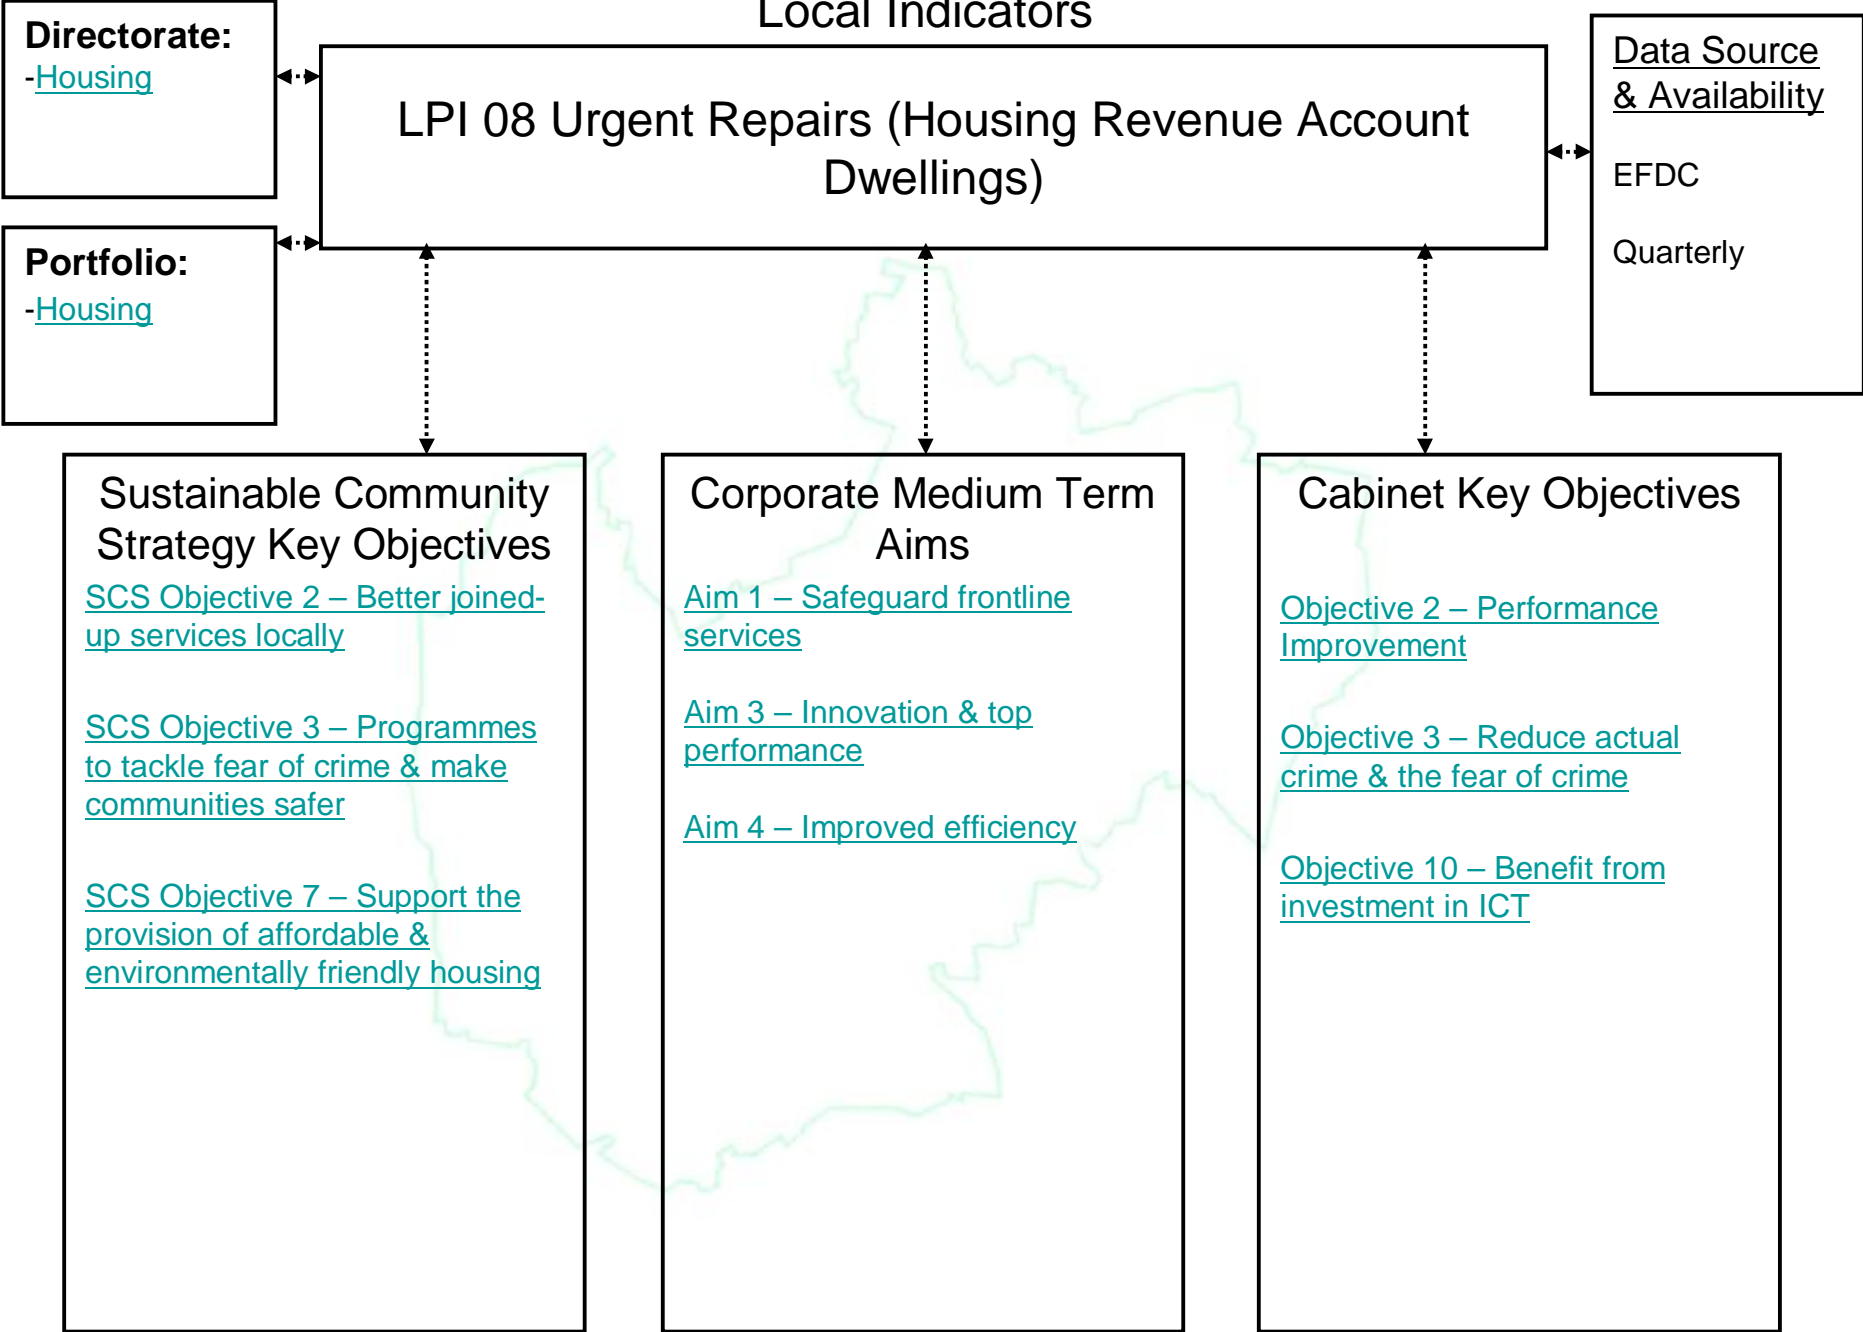 Local Indicators
Directorate:
-Housing
LPI 08 Urgent Repairs (Housing Revenue Account
Dwellings)
Data Source
& Availability
EFDC
Quarterly
Portfolio:
-Housing
Sustainable Community
Strategy Key Objectives
SCS Objective 2 – Better joined-
up services locally
SCS Objective 3 – Programmes
to tackle fear of crime & make
communities safer
SCS Objective 7 – Support the
provision of affordable &
environmentally friendly housing
Corporate Medium Term
Aims
Aim 1 – Safeguard frontline
services
Aim 3 – Innovation & top
performance
Aim 4 – Improved efficiency
Cabinet Key Objectives
Objective 2 – Performance
Improvement
Objective 3 – Reduce actual
crime & the fear of crime
Objective 10 – Benefit from
investment in ICT